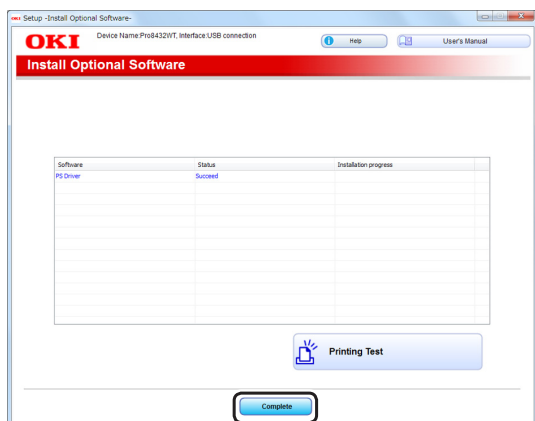 OKI Setup -Install Optional Software-
OKI Device Name:Pro8432WT, Interface:USB connection Help User's Manual
Install Optional Software
Software Status Installation progress
PS Driver Succeed
Printing Test
Complete